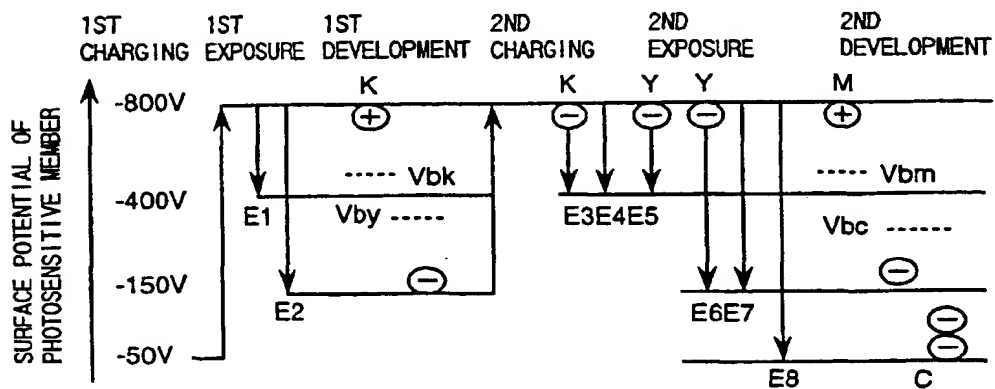 1ST CHARGING
1ST EXPOSURE
1ST DEVELOPMENT
2ND CHARGING
2ND EXPOSURE
2ND DEVELOPMENT
SURFACE POTENTIAL OF
PHOTOSENSITIVE MEMBER
K K Y Y M
-800V + - - - +
Vbk Vbm
-400V
E1 Vby E3E4E5 Vbc
-150V - -
E2 E6E7
-
-50V -
E8 C